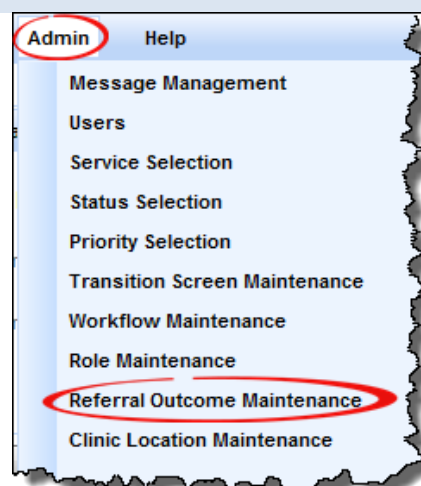 Admin Help
Message Management
Users
Service Selection
Status Selection
Priority Selection
Transition Screen Maintenance
Workflow Maintenance
Role Maintenance
Referral Outcome Maintenance
Clinic Location Maintenance